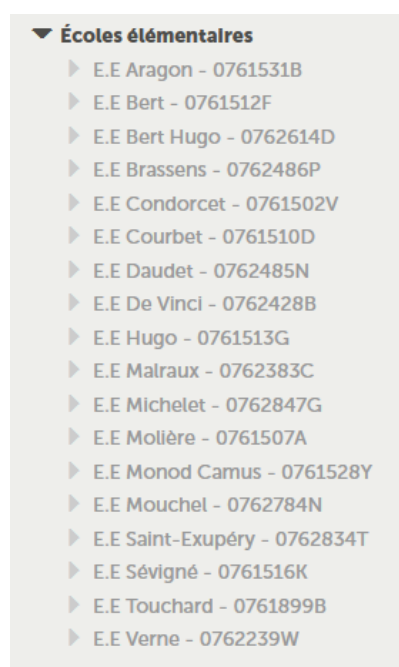 Écoles élémentaires
E.E Aragon - 0761531B
E.E Bert - 0761512F
E.E Bert Hugo - 0762614D
E.E Brassens - 0762486P
E.E Condorcet - 0761502V
E.E Courbet - 0761510D
E.E Daudet - 0762485N
E.E De Vinci - 0762428B
E.E Hugo - 0761513G
E.E Malraux - 0762383C
E.E Michelet - 0762847G
E.E Molière - 0761507A
E.E Monod Camus - 0761528Y
E.E Mouchel - 0762784N
E.E Saint-Exupéry - 0762834T
E.E Sévigné - 0761516K
E.E Touchard - 0761899B
E.E Verne - 0762239W